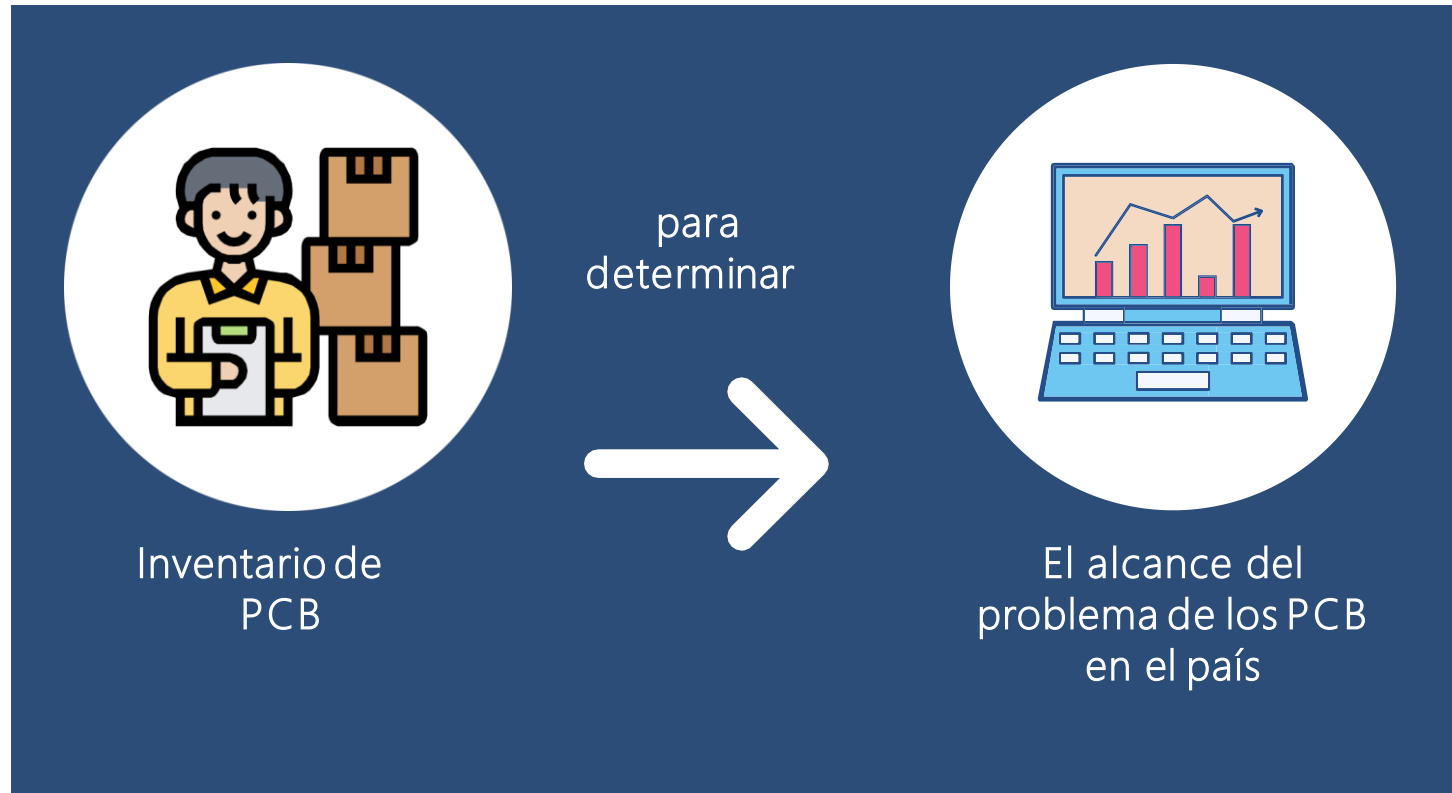 Inventario de
PCB
para
determinar
El alcance del
problema de los PCB
en el país